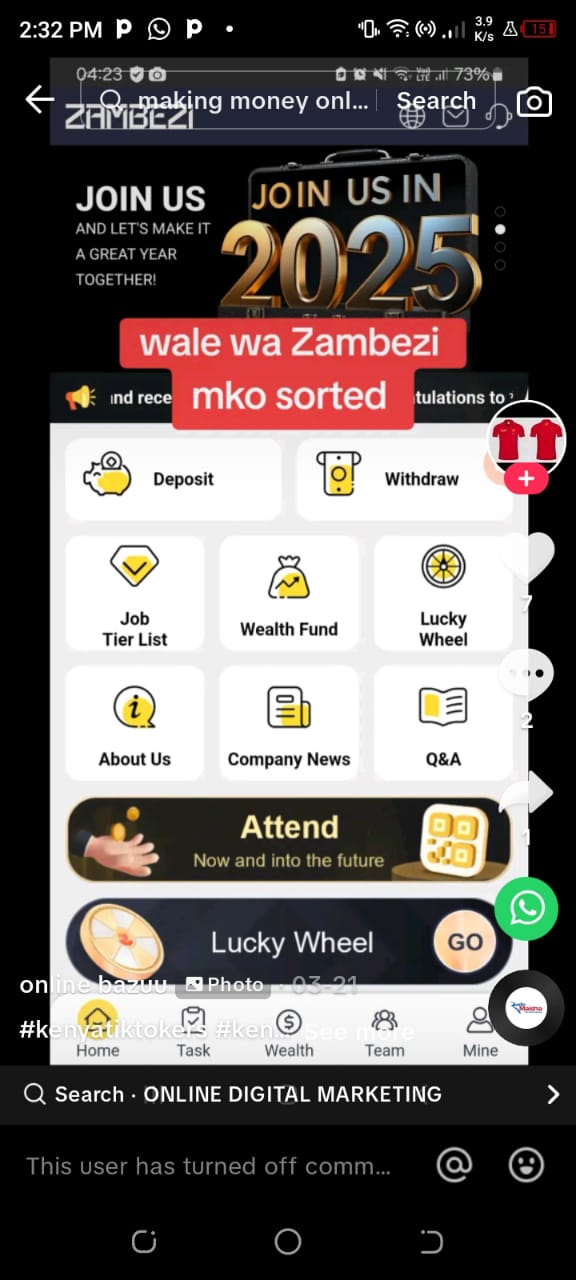 2:32 PM
3.9
K/s
15
04:23
73%
making money onl...
Search
ZAMBEZI
JOIN US
AND LET'S MAKE IT
A GREAT YEAR
TOGETHER!
JOIN US IN
2025
wale wa Zambezi
mko sorted
nd rece
tulations to
Deposit
Withdraw
Job
Tier List
Wealth Fund
Lucky
Wheel
7
2
About Us
Company News
Q&A
1
Attend
Now and into the future
Lucky Wheel
GO
online bazuu
Photo
· 03-21
#kenyatiktokers #ken... See more
Home
Task
Wealth
Team
Mine
Search · ONLINE DIGITAL MARKETING
This user has turned off comm...